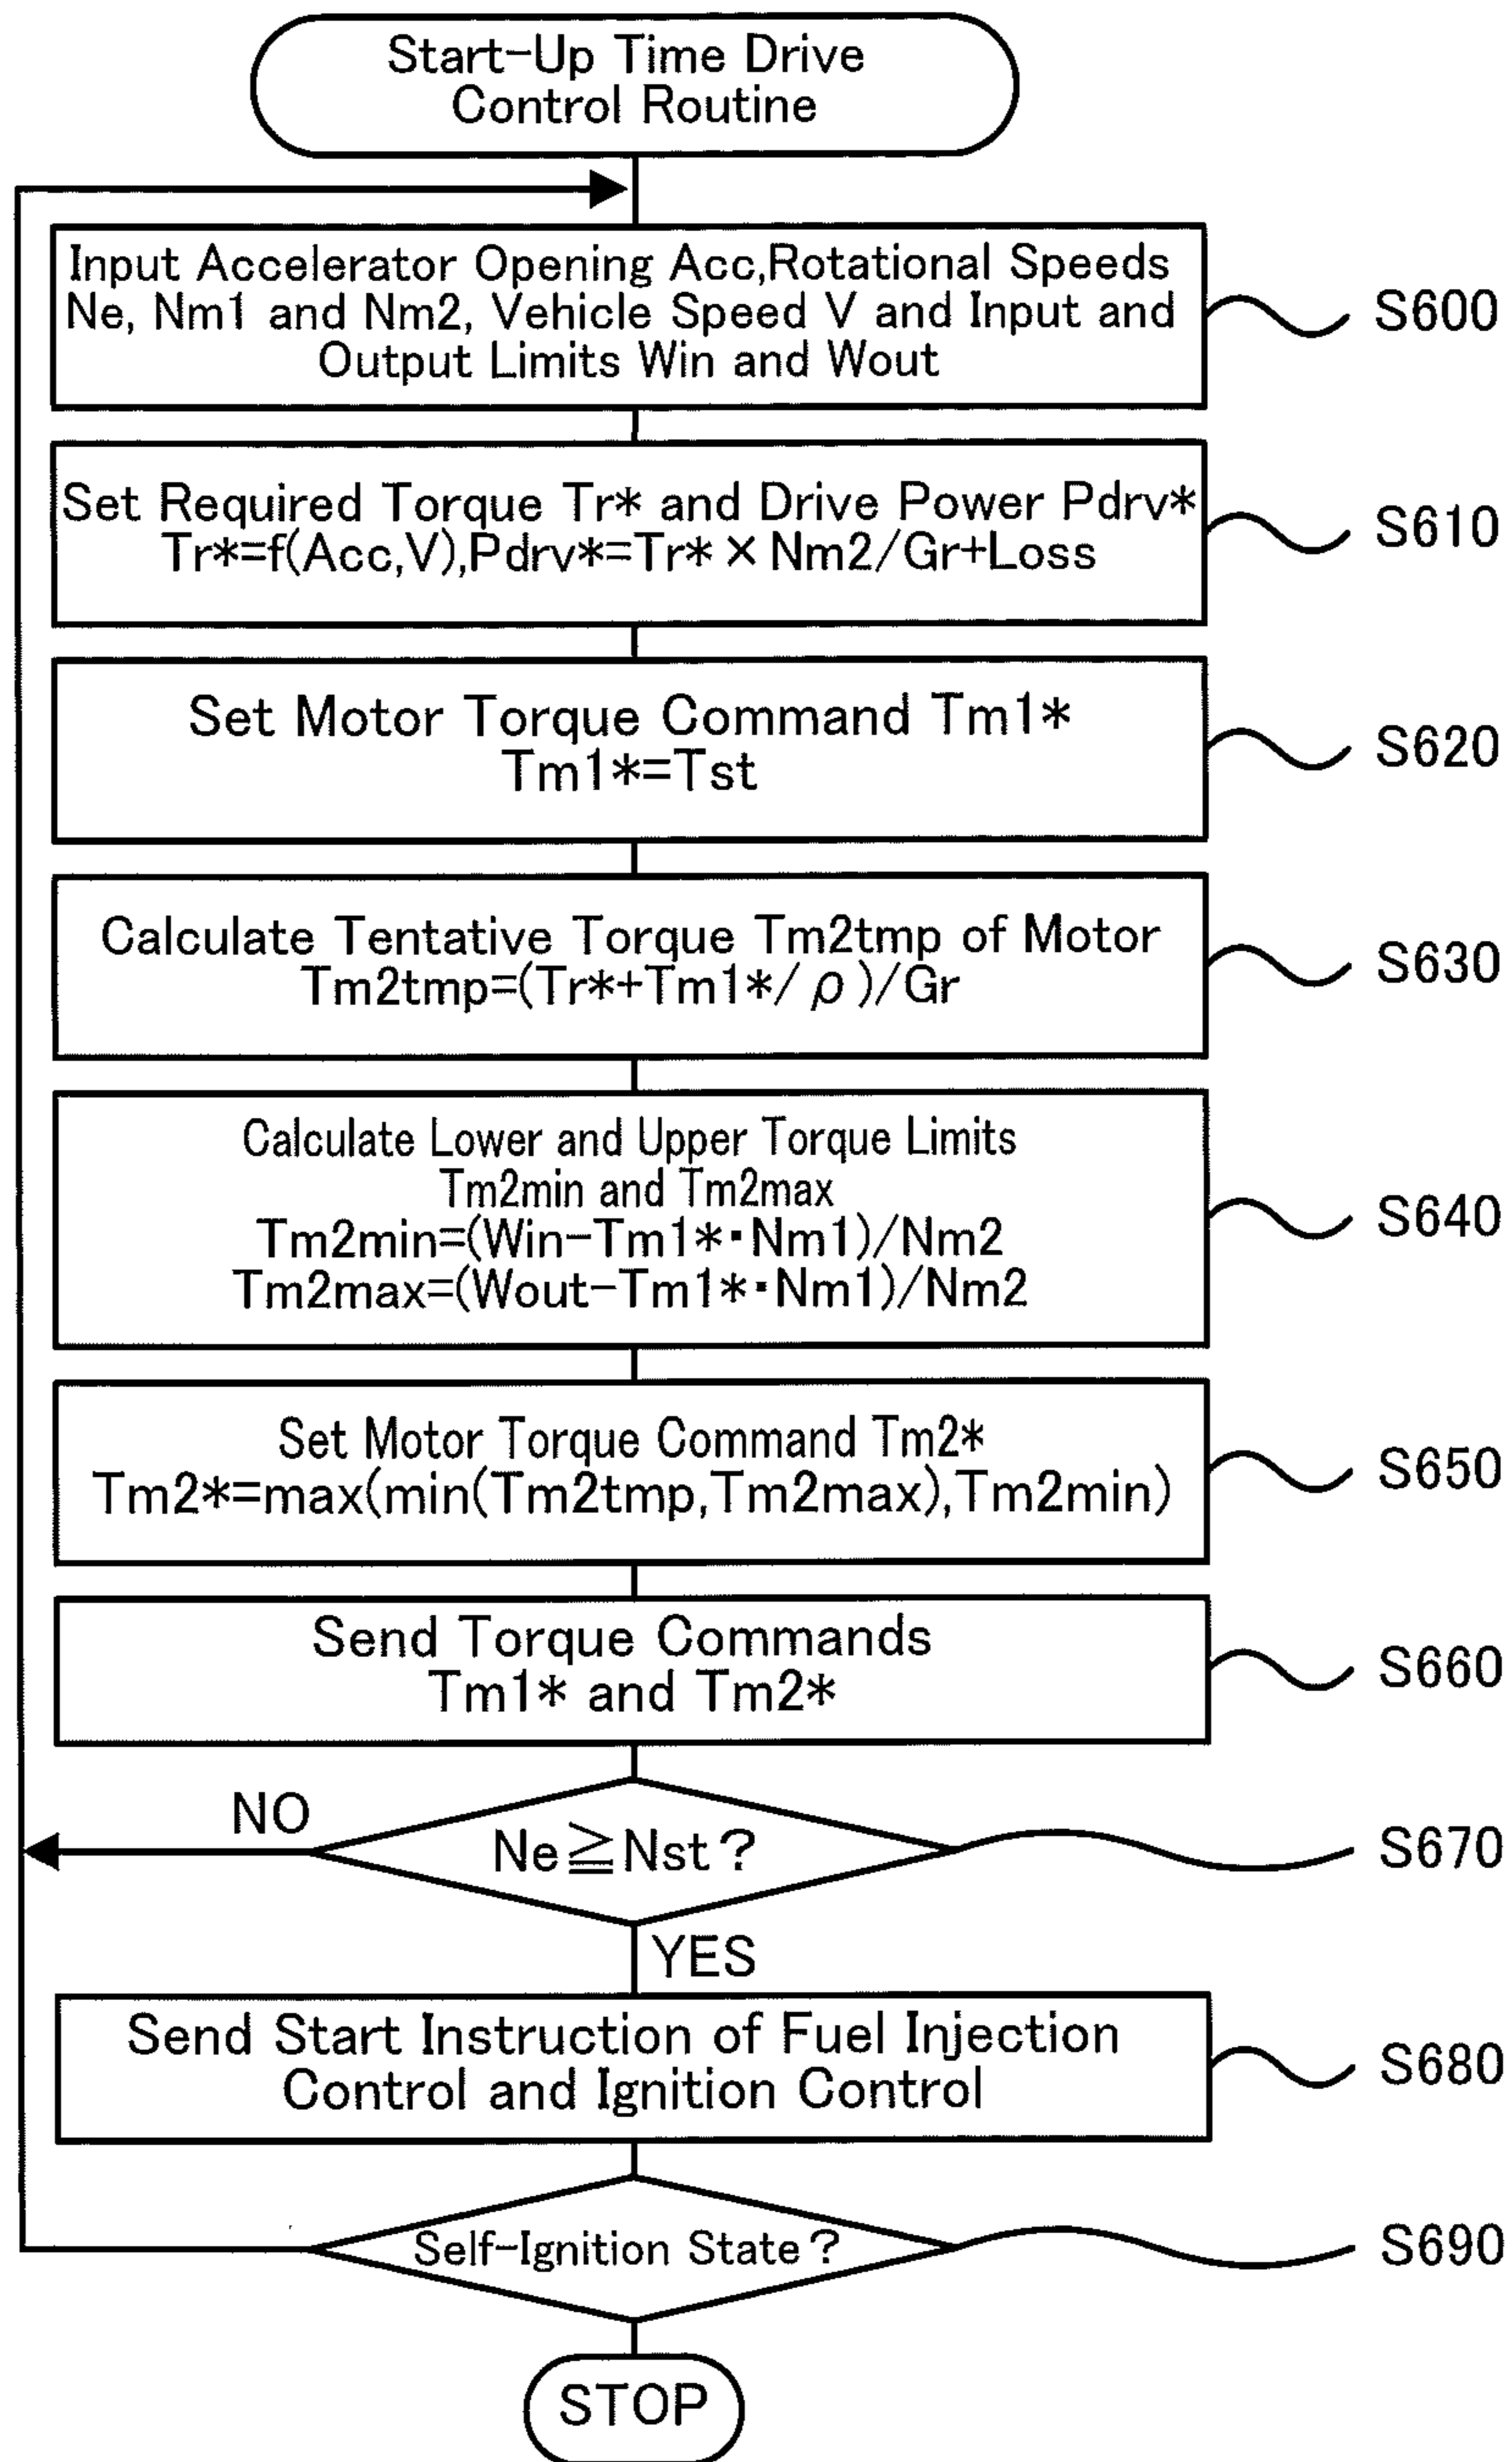 Start-Up Time Drive
Control Routine
Input Accelerator Opening Acc,Rotational Speeds
Ne, Nm1 and Nm2, Vehicle Speed V and Input and
Output Limits Win and Wout
S600
Set Required Torque Tr* and Drive Power Pdrv*
Tr*=f(Acc,V),Pdrv*=Tr*×Nm2/Gr+Loss
S610
Set Motor Torque Command Tm1*
Tm1*=Tst
S620
Calculate Tentative Torque Tm2tmp of Motor
Tm2tmp=(Tr*+Tm1*/ρ)/Gr
S630
Calculate Lower and Upper Torque Limits
Tm2min and Tm2max
Tm2min=(Win-Tm1*·Nm1)/Nm2
Tm2max=(Wout-Tm1*·Nm1)/Nm2
S640
Set Motor Torque Command Tm2*
Tm2*=max(min(Tm2tmp,Tm2max),Tm2min)
S650
Send Torque Commands
Tm1* and Tm2*
S660
NO
Ne≧Nst?
S670
YES
Send Start Instruction of Fuel Injection
Control and Ignition Control
S680
Self-Ignition State?
S690
STOP